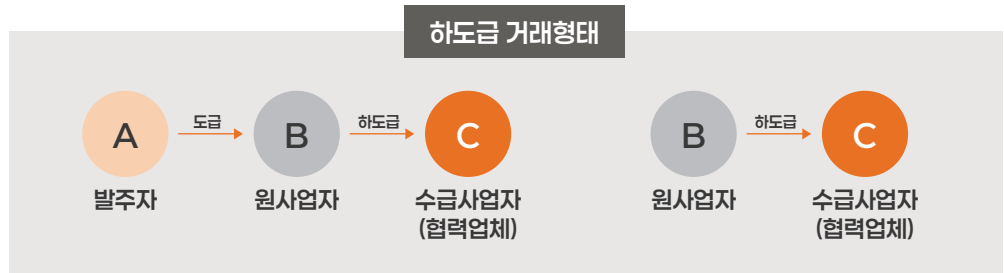 하도급 거래형태
A 도급 B 하도급 C
발주자 원사업자 수급사업자
(협력업체)
B 하도급 C
원사업자 수급사업자
(협력업체)